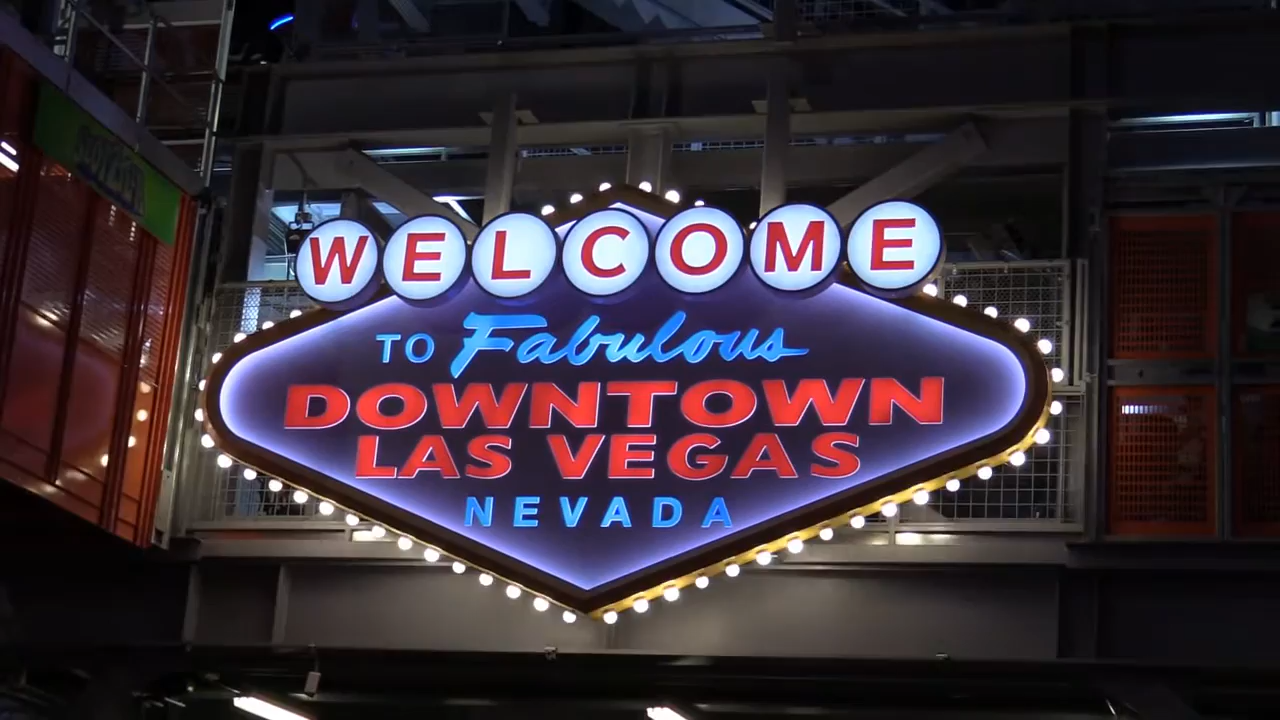 WELCOME
TO Fabulous
DOWNTOWN
LAS VEGAS
NEVADA